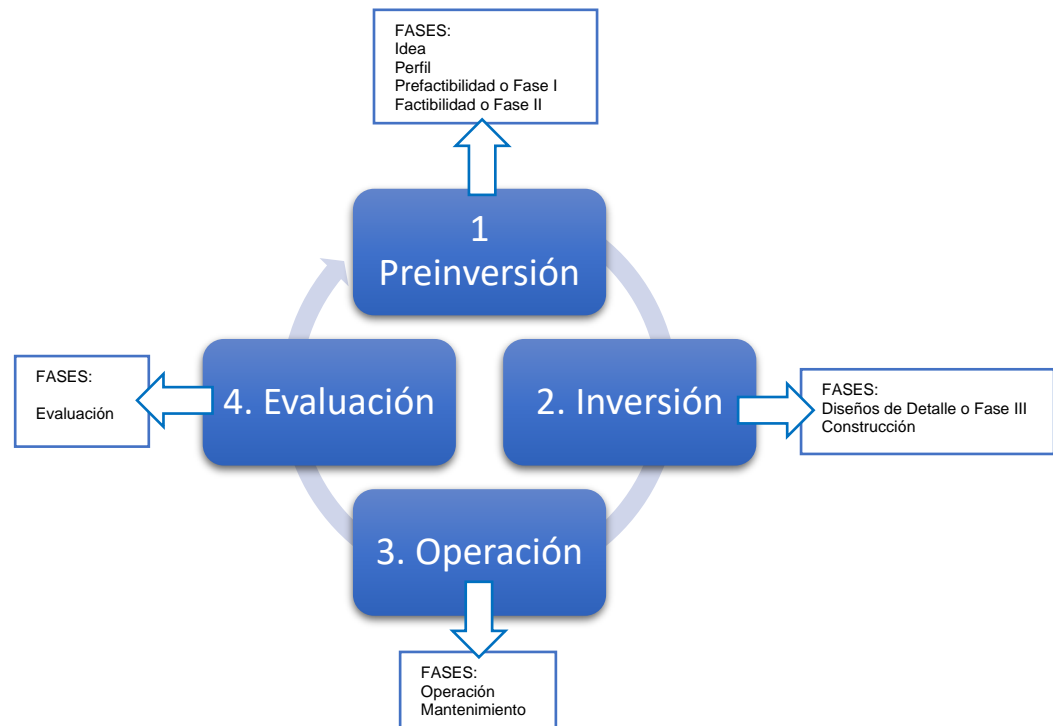 FASES:
Idea
Perfil
Prefactibilidad o Fase I
Factibilidad o Fase II
1
Preinversión
FASES:
Evaluación
4. Evaluación
2. Inversión
FASES:
Diseños de Detalle o Fase III
Construcción
3. Operación
FASES:
Operación
Mantenimiento